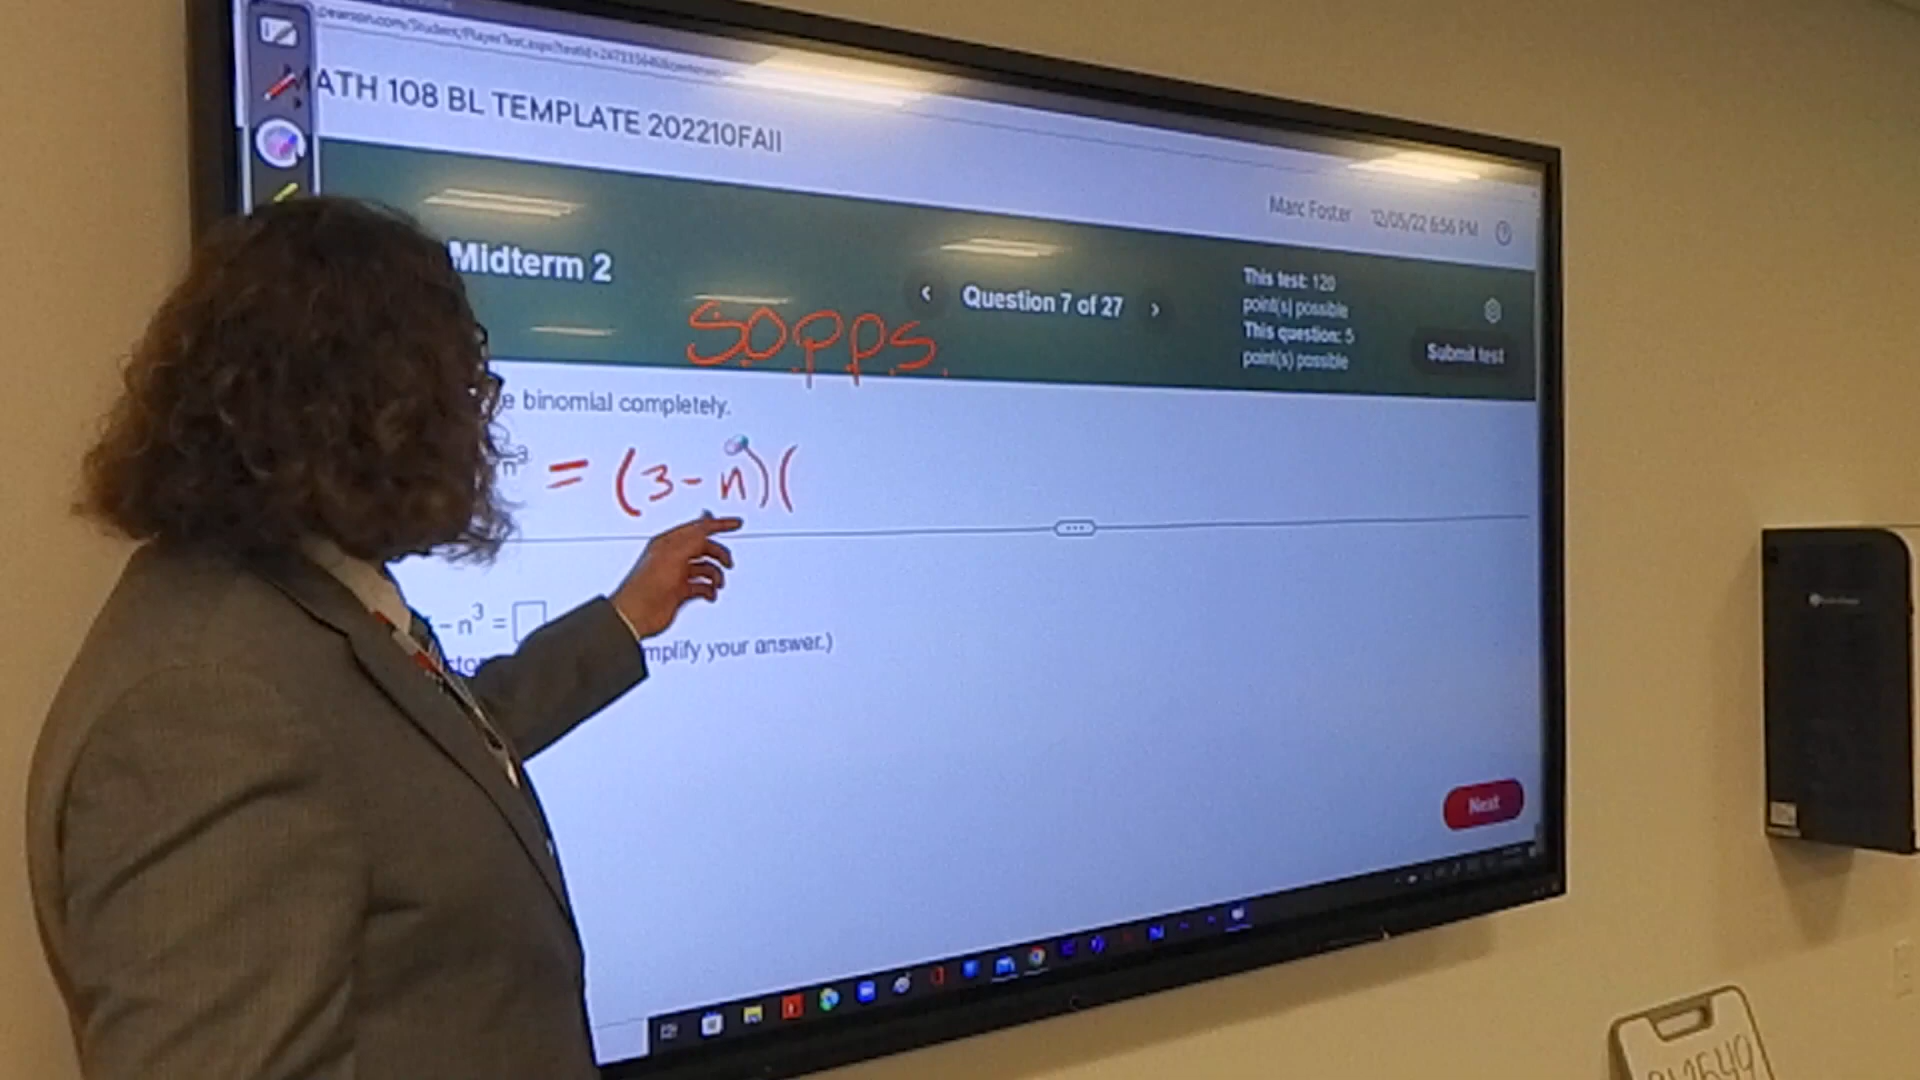 MATH 108 BL TEMPLATE 202210FAll
Marc Foster 12/05/22 6:56 PM
Midterm 2
Question 7 of 27
This test: 120
point(s) possible
This question: 5
point(s) possible
Submit test
S.O.P.P.S.
e binomial completely.
n³ = (3-n)(
- n³ =
mplify your answer.)
Next